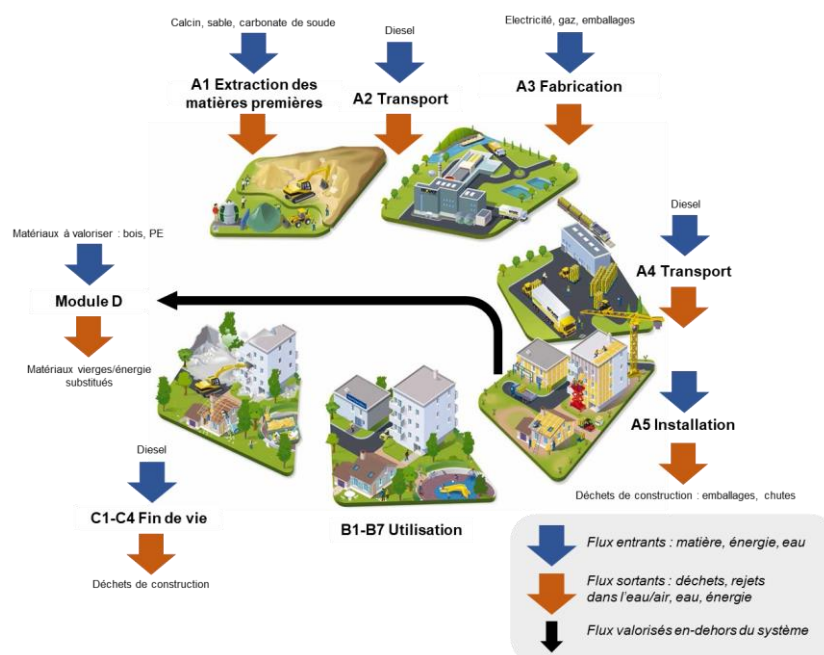 Calcin, sable, carbonate de soude
Diesel
Electricité, gaz, emballages
A1 Extraction des
matières premières
A2 Transport
A3 Fabrication
Diesel
A4 Transport
Matériaux à valoriser : bois, PE
Module D
Matériaux vierges/énergie
substitués
A5 Installation
Déchets de construction : emballages, chutes
Diesel
C1-C4 Fin de vie
Déchets de construction
B1-B7 Utilisation
Flux entrants : matière, énergie, eau
Flux sortants : déchets, rejets
dans l'eau/air, eau, énergie
Flux valorisés en-dehors du système